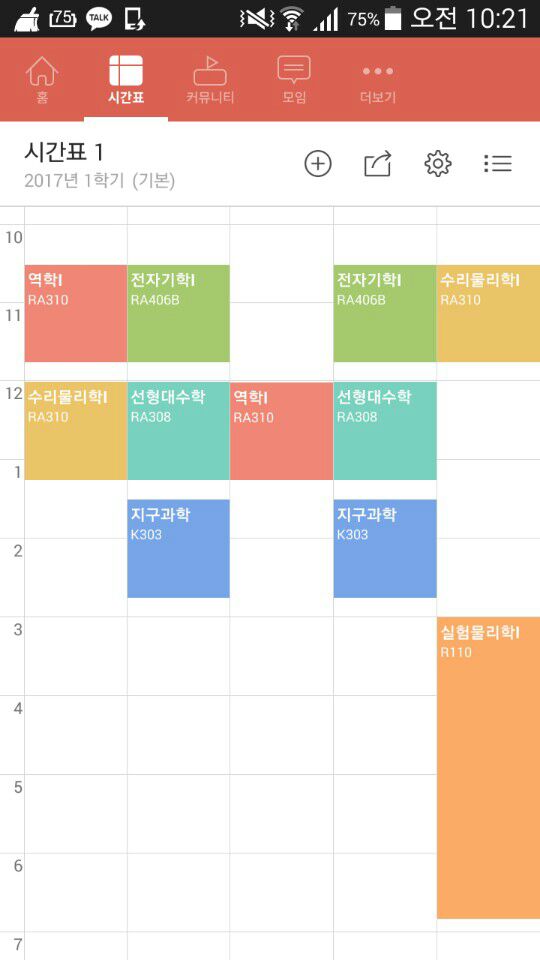 75 TALK 75% 오전 10:21
홈 시간표 커뮤니티 모임 더보기
시간표 1
2017년 1학기 (기본)
10
역학I 전자기학I 전자기학I 수리물리학I
RA310 RA406B RA406B RA310
11
12
수리물리학I 선형대수학 역학I 선형대수학
RA310 RA308 RA310 RA308
1
지구과학 지구과학
K303 K303
2
3
실험물리학I
R110
4
5
6
7